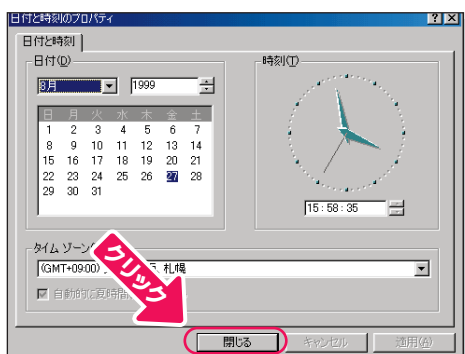 日付と時刻のプロパティ
日付と時刻
日付(D)
8月
1999
日 月 火 水 木 金 土
1 2 3 4 5 6 7
8 9 10 11 12 13 14
15 16 17 18 19 20 21
22 23 24 25 26 27 28
29 30 31
時刻(T)
15:58:35
タイム ゾーン
(GMT+09:00) 札幌
自動的に夏時間
クリック
閉じる
キャンセル
適用(A)